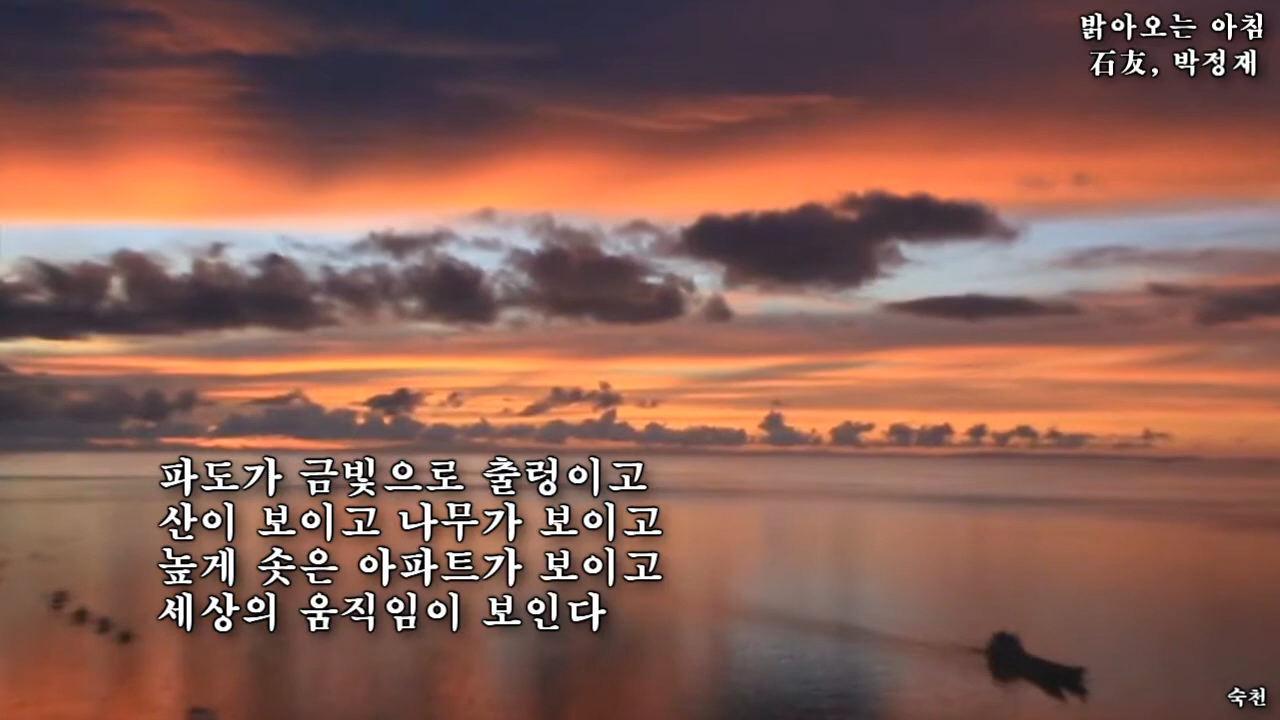 밝아오는 아침
石友, 박정재
파도가 금빛으로 출렁이고
산이 보이고 나무가 보이고
높게 솟은 아파트가 보이고
세상의 움직임이 보인다
숙천